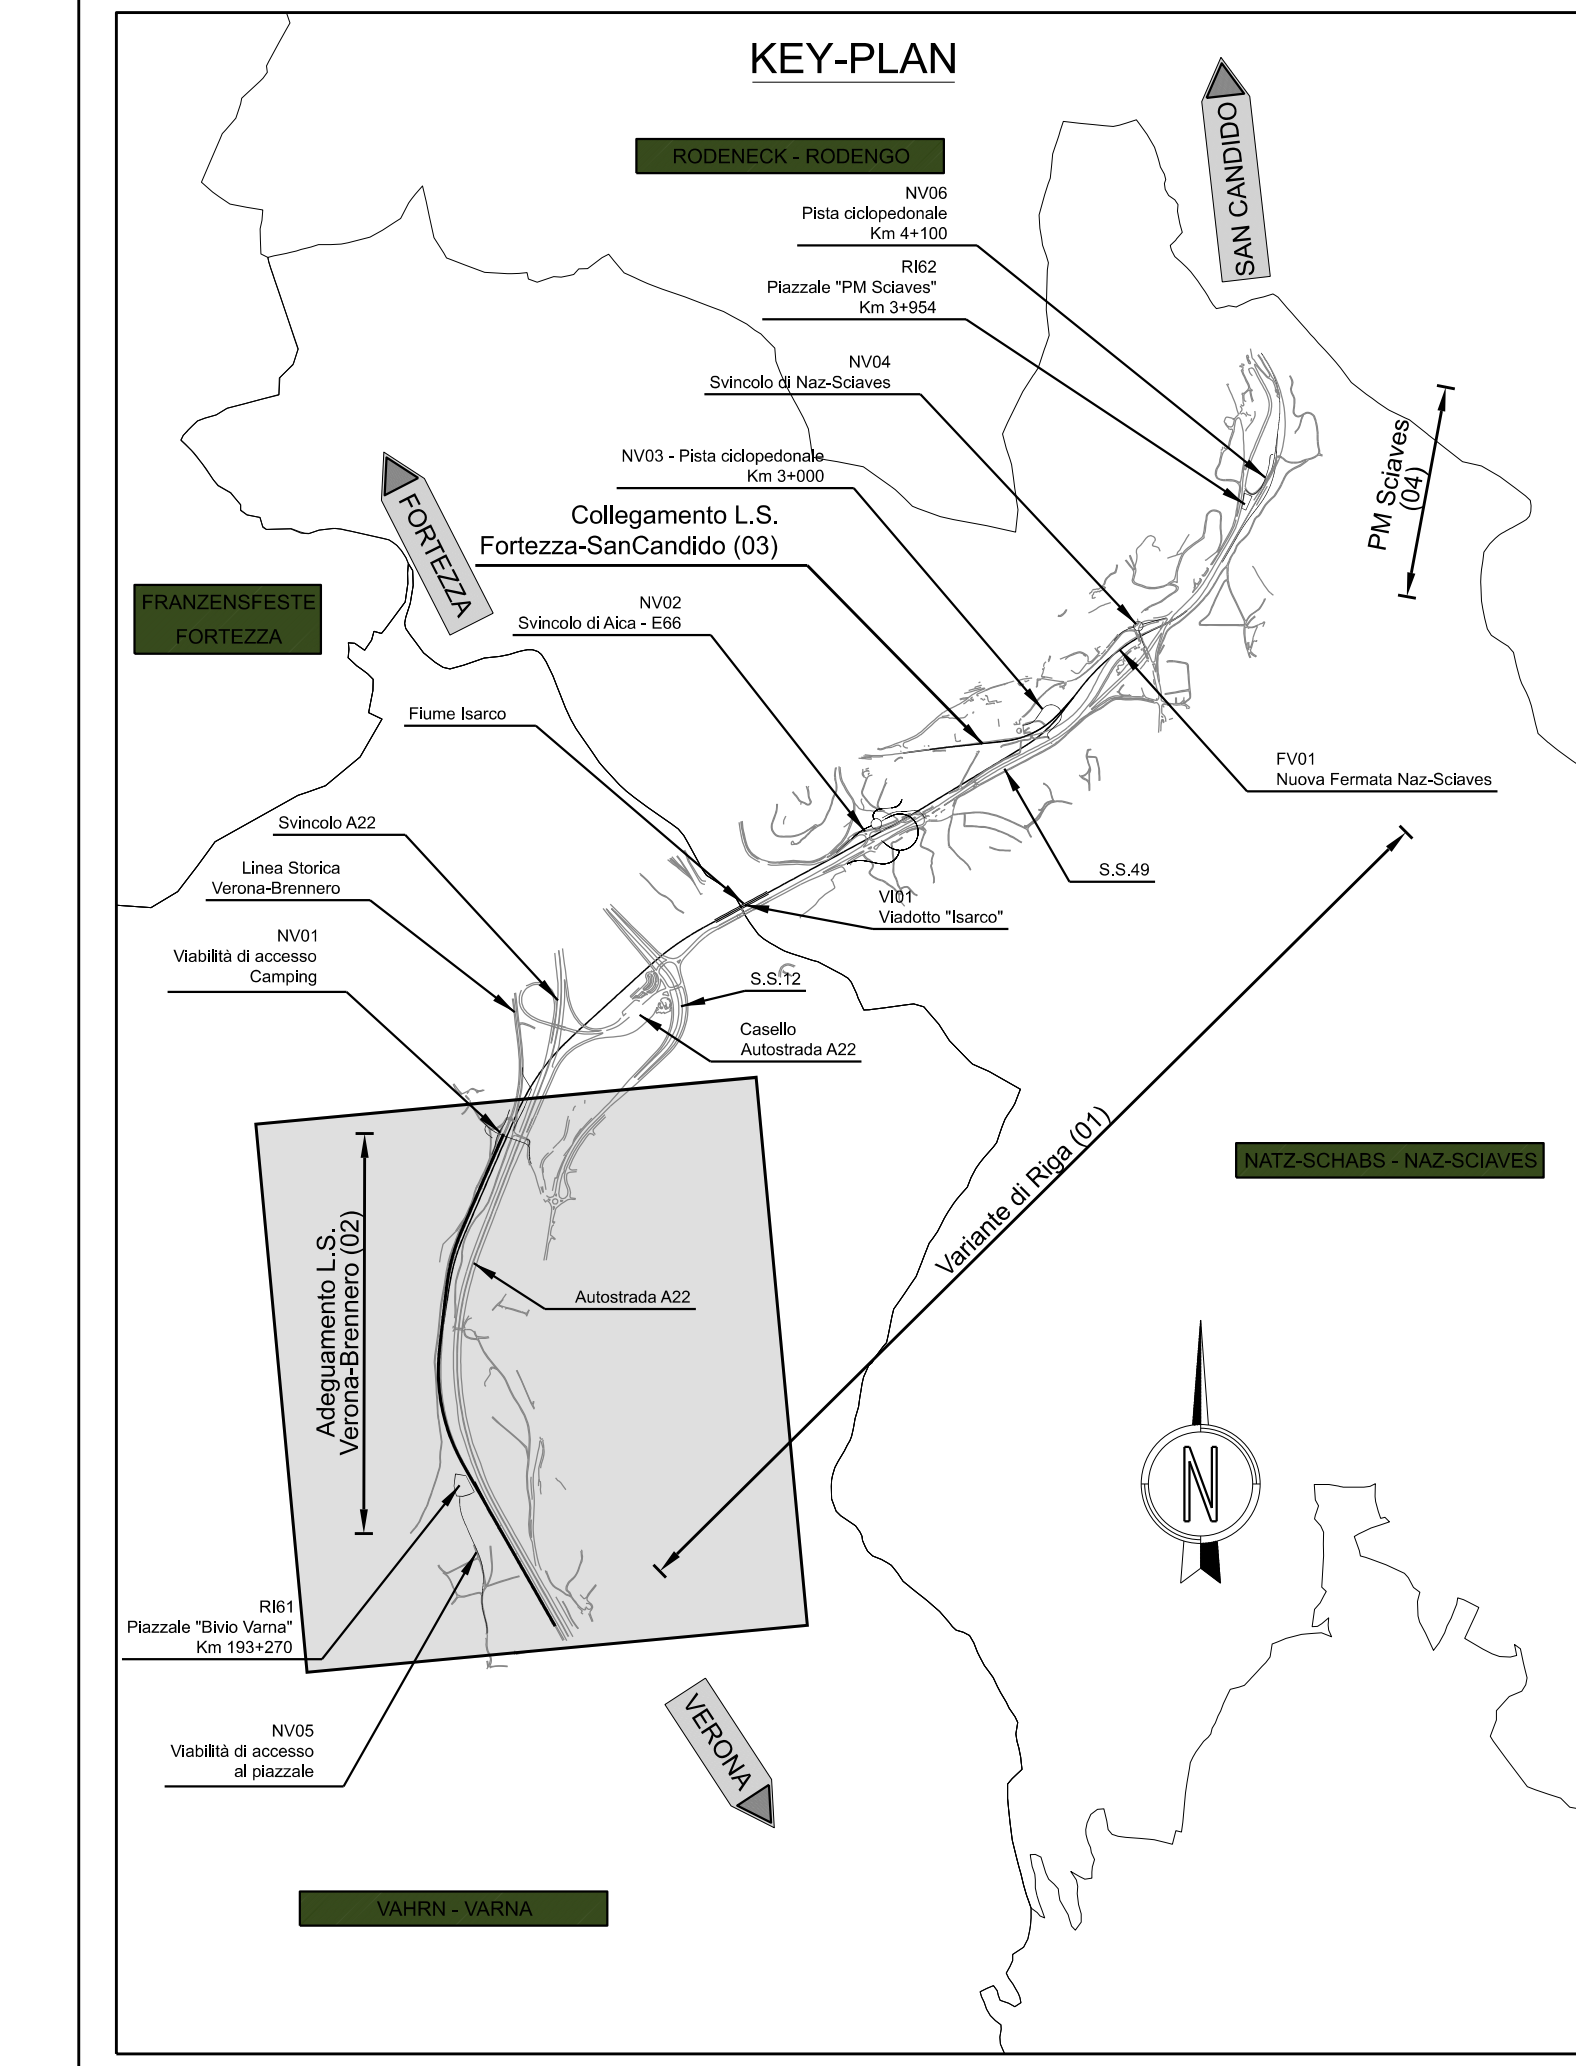 KEY-PLAN
SAN CANDIDO
RODENECK - RODENGO
NV06
Pista ciclopedonale
Km 4+100
RI62
Piazzale "PM Sciaves"
Km 3+954
NV04
Svincolo di Naz-Sciaves
NV03 - Pista ciclopedonale
Km 3+000
PM Sciaves
(04)
FORTEZZA
Collegamento L.S.
Fortezza-SanCandido (03)
FRANZENSFESTE
FORTEZZA
NV02
Svincolo di Aica - E66
Fiume Isarco
FV01
Nuova Fermata Naz-Sciaves
Svincolo A22
Linea Storica
Verona-Brennero
S.S.49
VI01
Viadotto "Isarco"
NV01
Viabilità di accesso
Camping
S.S.12
Casello
Autostrada A22
Variante di Riga (01)
NATZ-SCHABS - NAZ-SCIAVES
Adeguamento L.S.
Verona-Brennero (02)
Autostrada A22
N
RI61
Piazzale "Bivio Varna"
Km 193+270
NV05
Viabilità di accesso
al piazzale
VERONA
VAHRN - VARNA